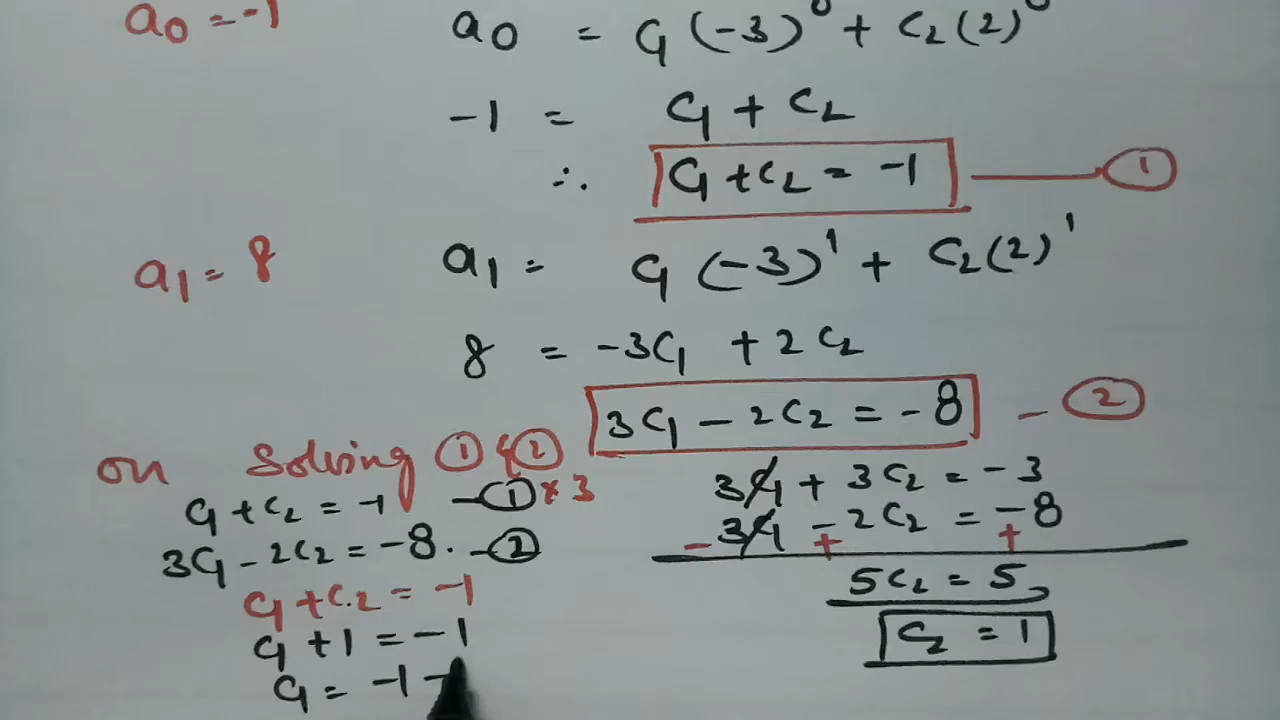 a₀ = -1
a₀ = C₁(-3)⁰ + C₂(2)⁰
-1 = C₁ + C₂
∴ C₁ + C₂ = -1 — ①
a₁ = 8
a₁ = C₁(-3)¹ + C₂(2)¹
8 = -3C₁ + 2C₂
3C₁ - 2C₂ = -8 - ②
on Solving ① & ②
C₁ + C₂ = -1 - ① × 3
3C₁ - 2C₂ = -8. - ②
C₁ + C₂ = -1
C₁ + 1 = -1
C₁ = -1 -
3C₁ + 3C₂ = -3
3C₁ - 2C₂ = -8
- + +
5C₂ = 5
C₂ = 1